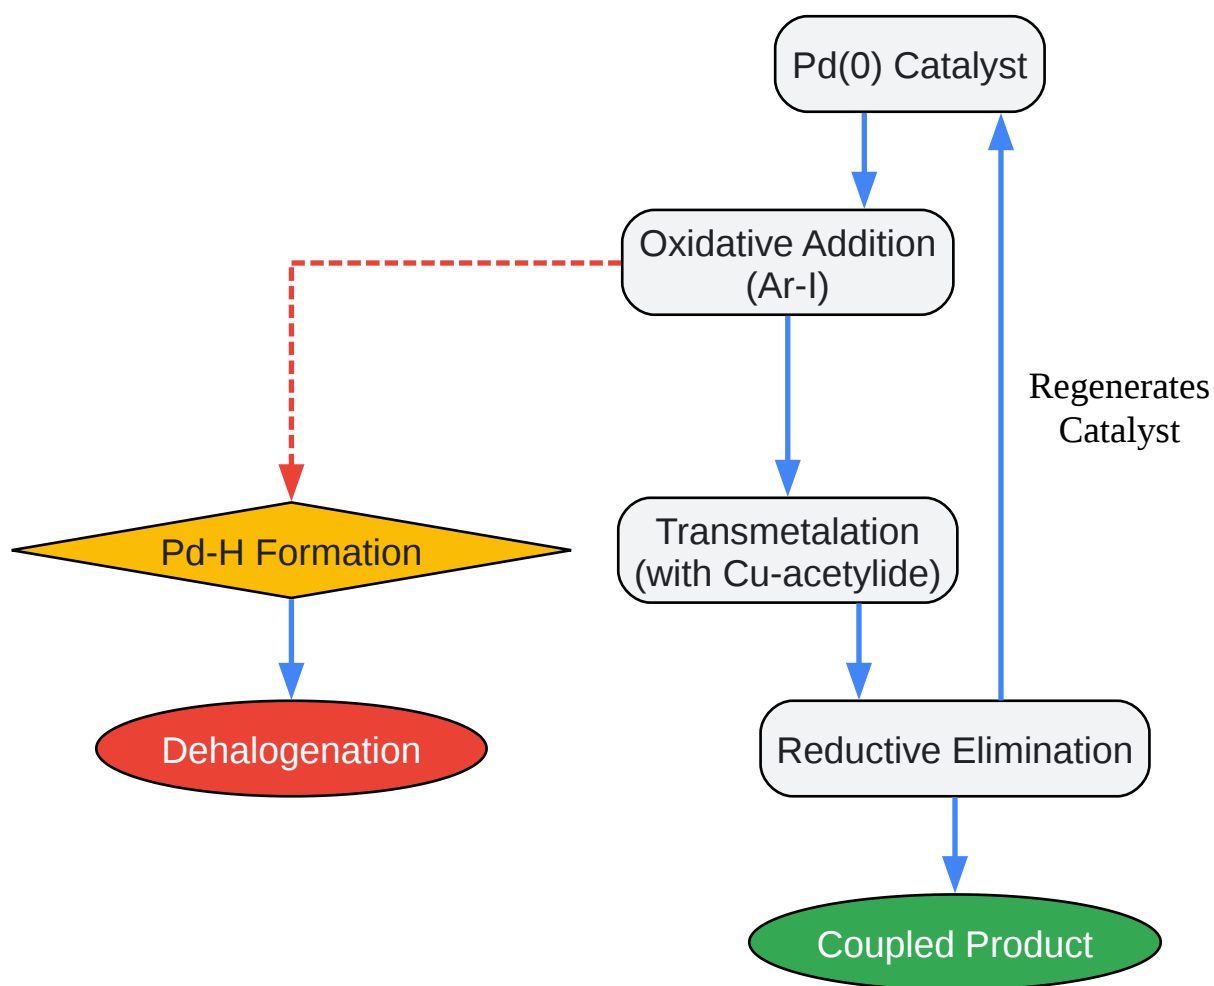 Pd(0) Catalyst
Oxidative Addition
(Ar-I)
Regenerates
Catalyst
Pd-H Formation
Transmetalation
(with Cu-acetylide)
Dehalogenation
Reductive Elimination
Coupled Product